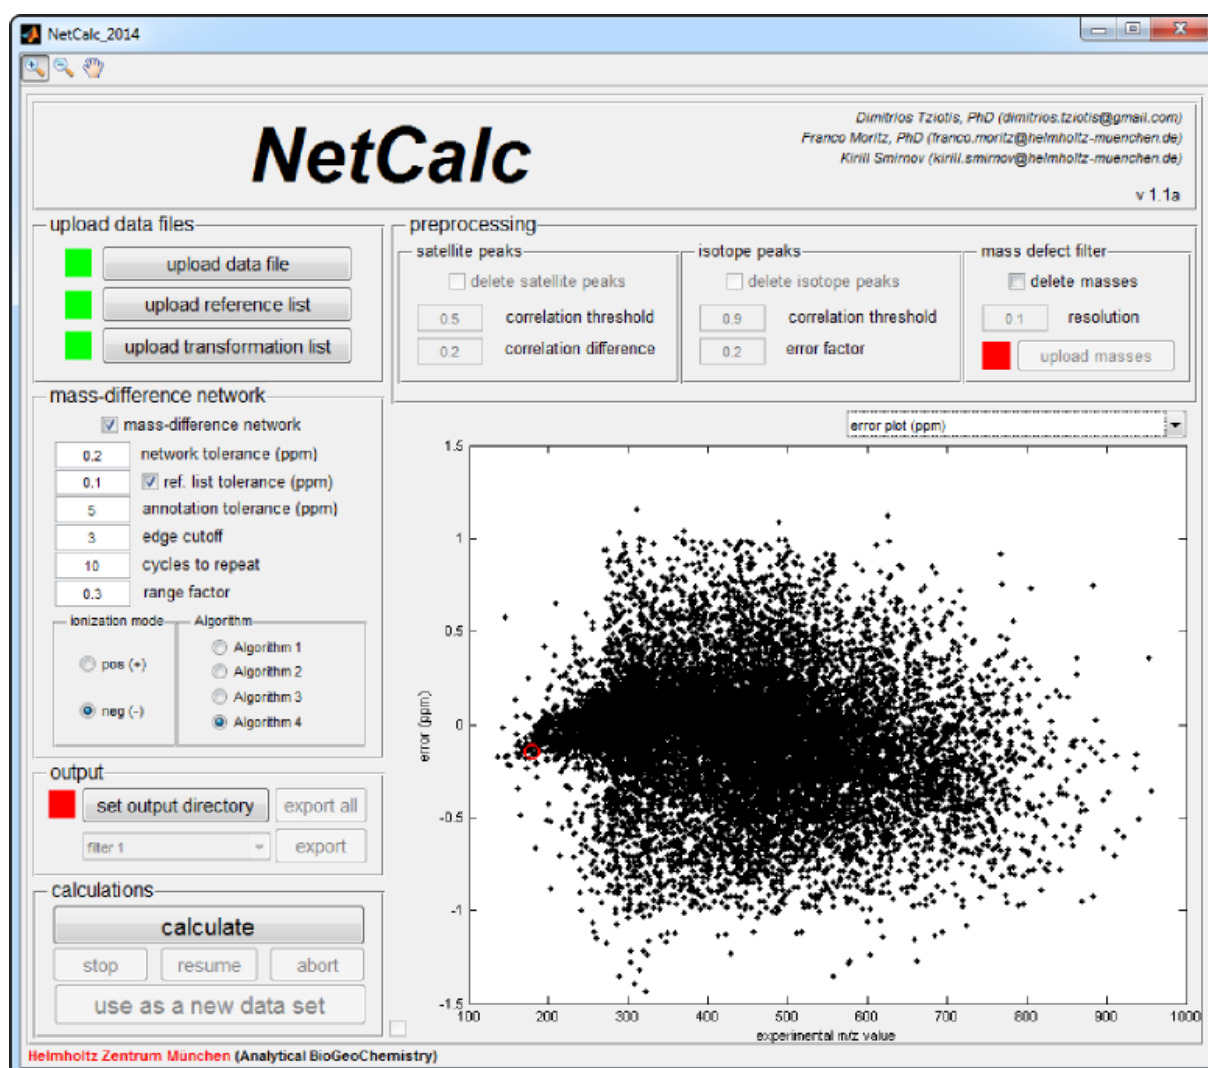 NetCalc_2014
NetCalc
Dimitrios Tziotis, PhD (dimitrios.tziotis@gmail.com)
Franco Moritz, PhD (franco.moritz@helmholtz-muenchen.de)
Kirill Smirnov (kirill.smirnov@helmholtz-muenchen.de)
v 1.1a
upload data files
upload data file
upload reference list
upload transformation list
preprocessing
satellite peaks
delete satellite peaks
0.5 correlation threshold
0.2 correlation difference
isotope peaks
delete isotope peaks
0.9 correlation threshold
0.2 error factor
mass defect filter
delete masses
0.1 resolution
upload masses
mass-difference network
mass-difference network
0.2 network tolerance (ppm)
0.1 ref. list tolerance (ppm)
5 annotation tolerance (ppm)
3 edge cutoff
10 cycles to repeat
0.3 range factor
Ionization mode
pos (+)
neg (-)
Algorithm
Algorithm 1
Algorithm 2
Algorithm 3
Algorithm 4
output
set output directory
export all
filter 1
export
calculations
calculate
stop
resume
abort
use as a new data set
error plot (ppm)
1.5
1
0.5
0
-0.5
-1
-1.5
error (ppm)
100 200 300 400 500 600 700 800 900 1000
experimental m/z value
Helmholtz Zentrum München (Analytical BioGeoChemistry)